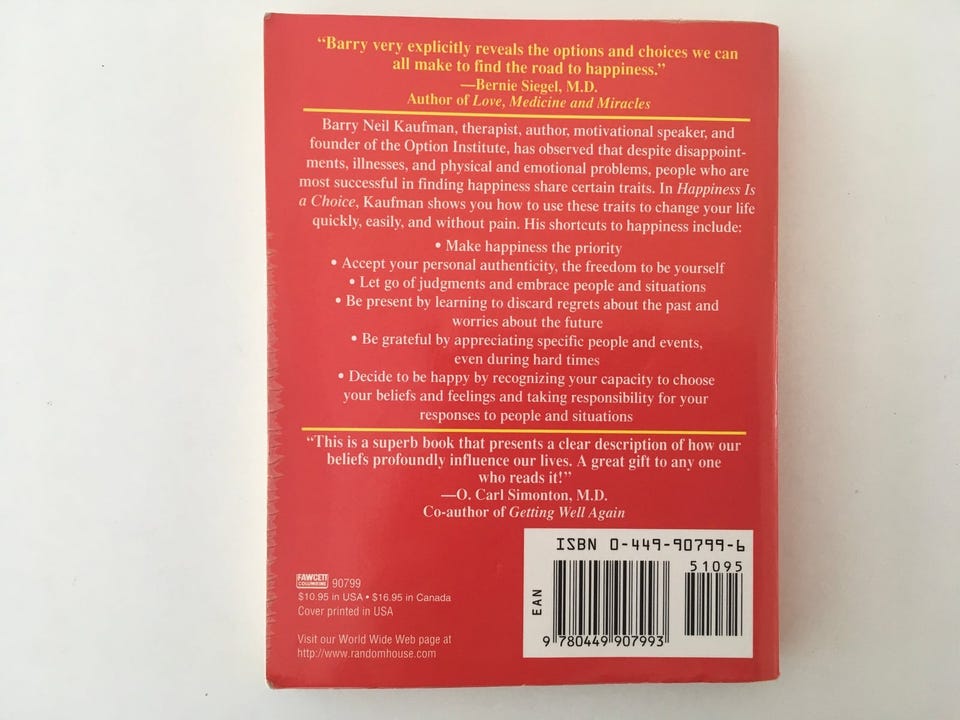 “Barry very explicitly reveals the options and choices we can
all make to find the road to happiness.”
—Bernie Siegel, M.D.
Author of Love, Medicine and Miracles
Barry Neil Kaufman, therapist, author, motivational speaker, and
founder of the Option Institute, has observed that despite disappoint-
ments, illnesses, and physical and emotional problems, people who are
most successful in finding happiness share certain traits. In Happiness Is
a Choice, Kaufman shows you how to use these traits to change your life
quickly, easily, and without pain. His shortcuts to happiness include:
• Make happiness the priority
• Accept your personal authenticity, the freedom to be yourself
• Let go of judgments and embrace people and situations
• Be present by learning to discard regrets about the past and
worries about the future
• Be grateful by appreciating specific people and events,
even during hard times
• Decide to be happy by recognizing your capacity to choose
your beliefs and feelings and taking responsibility for your
responses to people and situations
“This is a superb book that presents a clear description of how our
beliefs profoundly influence our lives. A great gift to any one
who reads it!”
—O. Carl Simonton, M.D.
Co-author of Getting Well Again
ISBN 0-449-90799-6
51095
EAN
9 780449 907993
FAWCETT
COLUMBINE 90799
$10.95 in USA • $16.95 in Canada
Cover printed in USA
Visit our World Wide Web page at
http://www.randomhouse.com